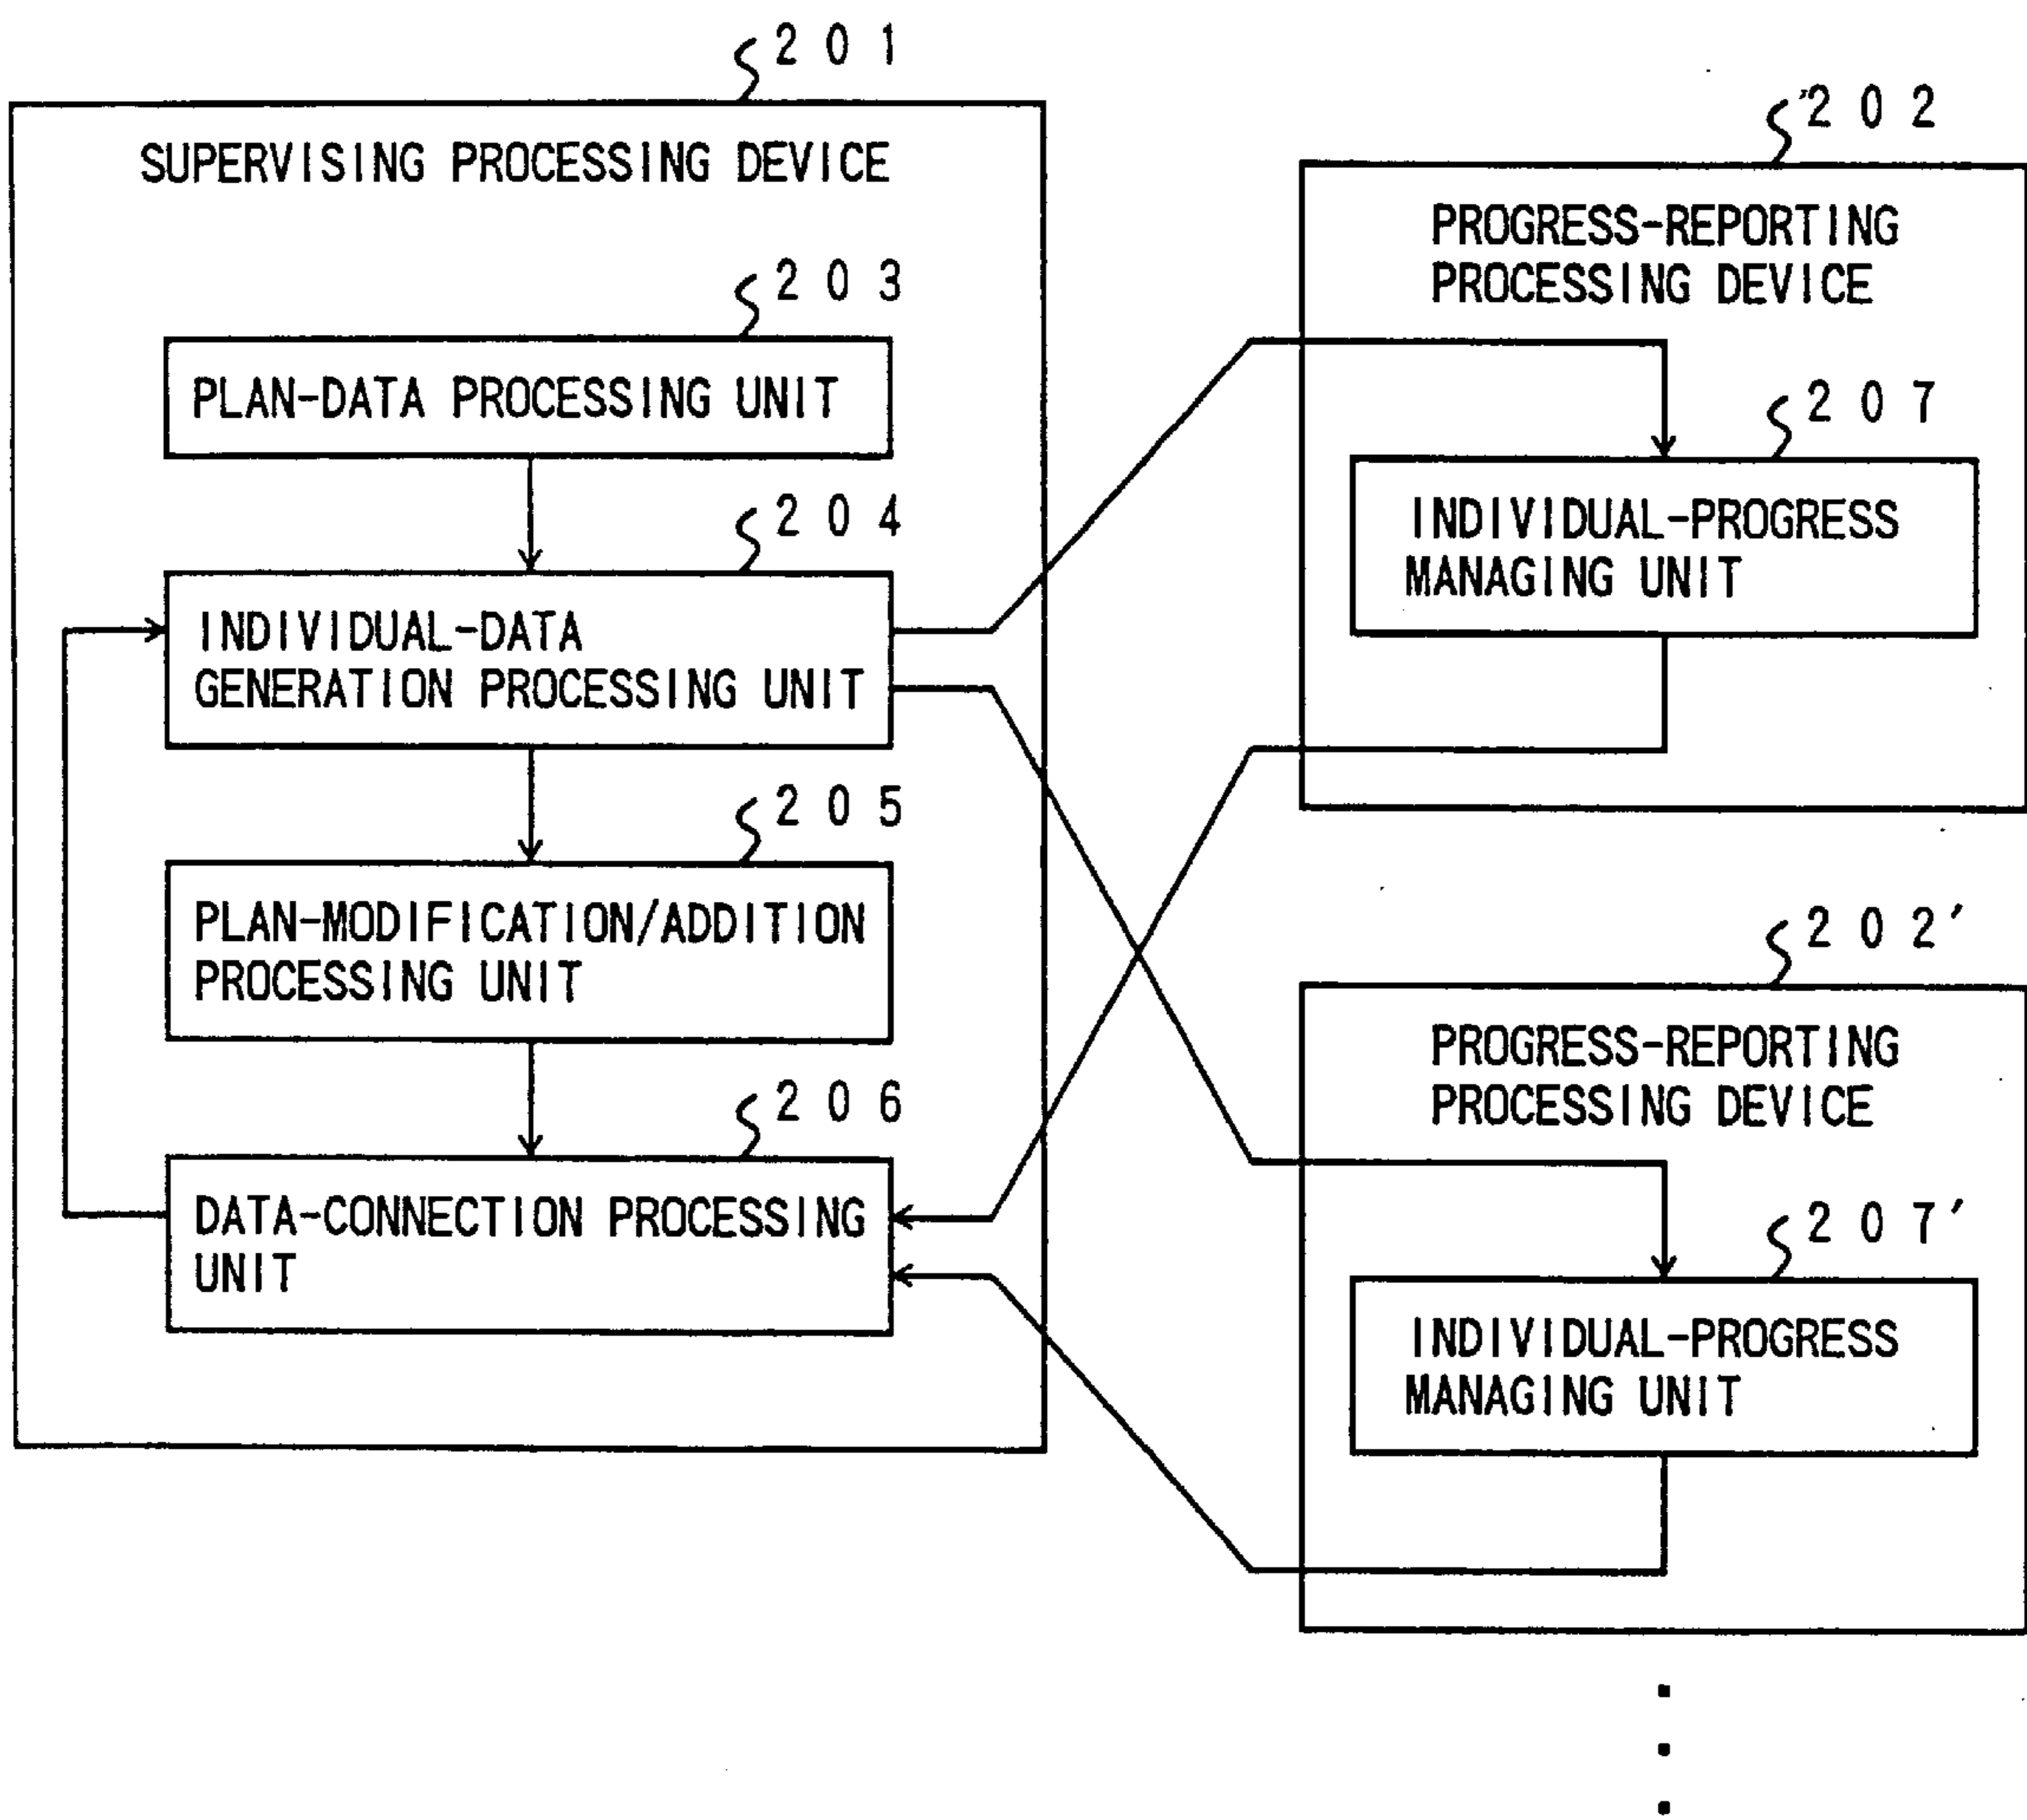 201
SUPERVISING PROCESSING DEVICE
203
PLAN-DATA PROCESSING UNIT
204
INDIVIDUAL-DATA
GENERATION PROCESSING UNIT
205
PLAN-MODIFICATION/ADDITION
PROCESSING UNIT
206
DATA-CONNECTION PROCESSING
UNIT
202
PROGRESS-REPORTING
PROCESSING DEVICE
207
INDIVIDUAL-PROGRESS
MANAGING UNIT
202'
PROGRESS-REPORTING
PROCESSING DEVICE
207'
INDIVIDUAL-PROGRESS
MANAGING UNIT